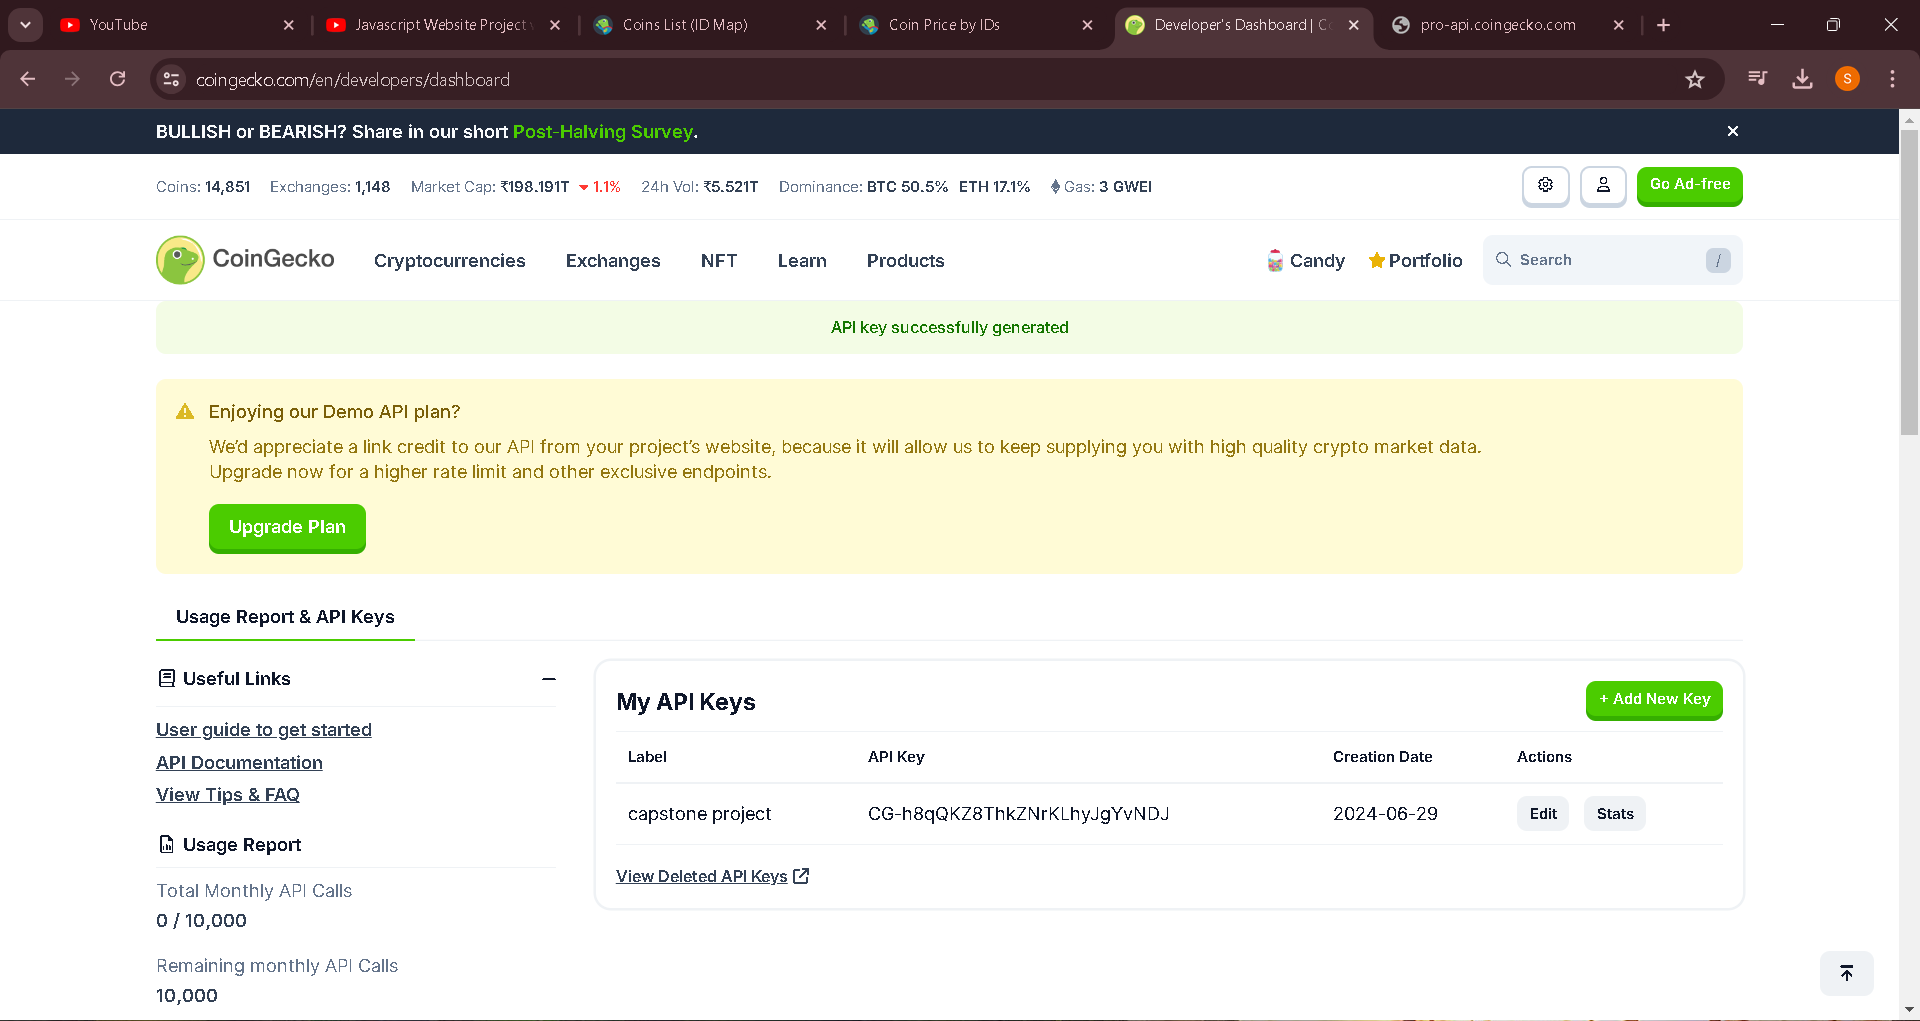 YouTube
Javascript Website Project
Coins List (ID Map)
Coin Price by IDs
Developer's Dashboard | Co
pro-api.coingecko.com
coingecko.com/en/developers/dashboard
S
BULLISH or BEARISH? Share in our short Post-Halving Survey.
Coins: 14,851 Exchanges: 1,148 Market Cap: ₹198.191T 1.1% 24h Vol: ₹5.521T Dominance: BTC 50.5% ETH 17.1% Gas: 3 GWEI
Go Ad-free
CoinGecko
Cryptocurrencies Exchanges NFT Learn Products
Candy Portfolio
Search /
API key successfully generated
Enjoying our Demo API plan?
We'd appreciate a link credit to our API from your project's website, because it will allow us to keep supplying you with high quality crypto market data.
Upgrade now for a higher rate limit and other exclusive endpoints.
Upgrade Plan
Usage Report & API Keys
Useful Links
User guide to get started
API Documentation
View Tips & FAQ
Usage Report
Total Monthly API Calls
0 / 10,000
Remaining monthly API Calls
10,000
My API Keys
+ Add New Key
Label API Key Creation Date Actions
capstone project CG-h8qQKZ8ThkZNrKLhyJgYvNDJ 2024-06-29 Edit Stats
View Deleted API Keys